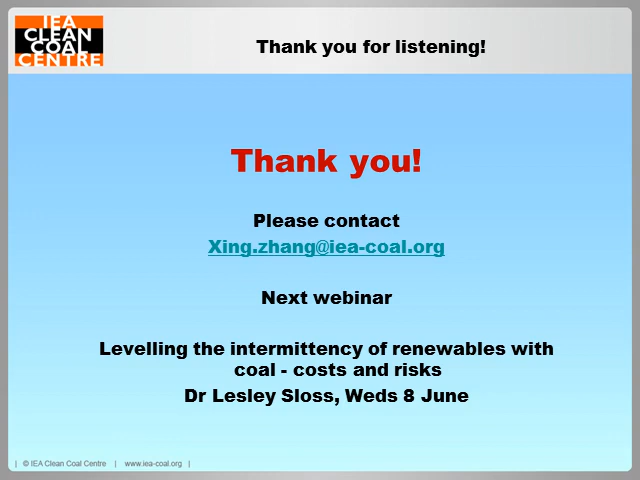 IEA
CLEAN
COAL
CENTRE
Thank you for listening!
Thank you!
Please contact
Xing.zhang@iea-coal.org
Next webinar
Levelling the intermittency of renewables with
coal - costs and risks
Dr Lesley Sloss, Weds 8 June
| © IEA Clean Coal Centre | www.iea-coal.org |